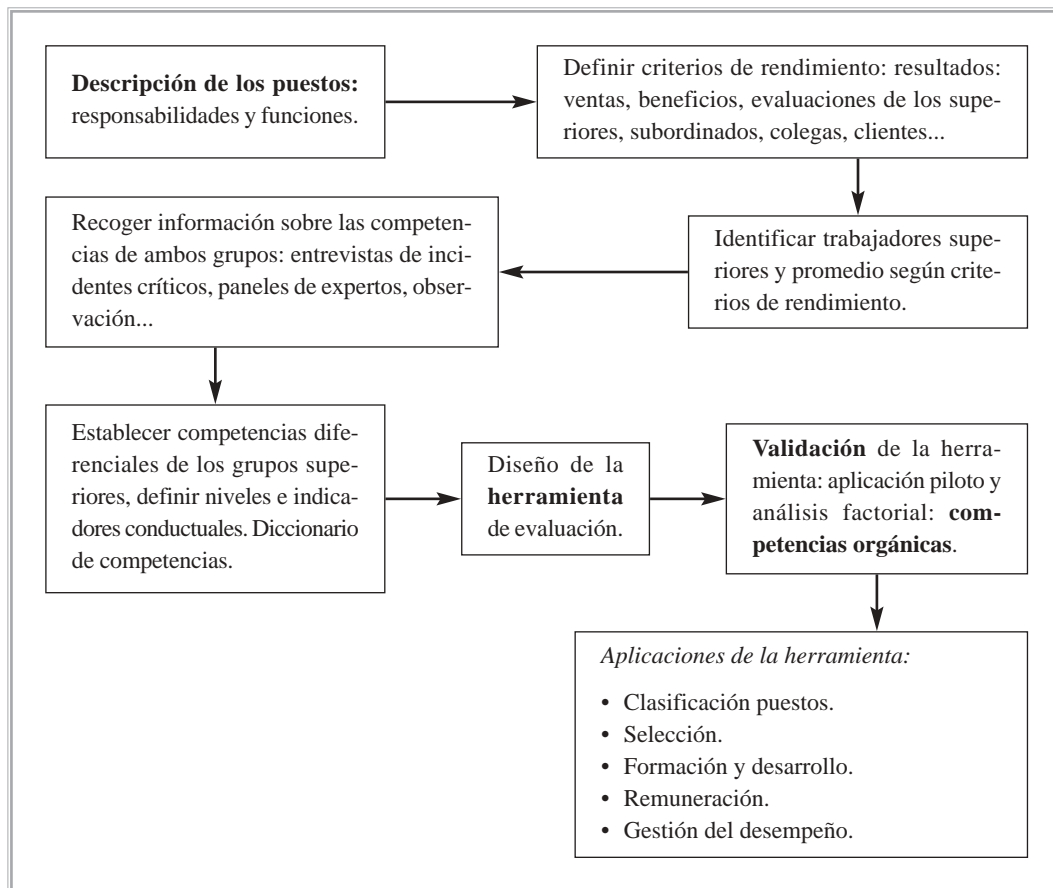 Descripción de los puestos:
responsabilidades y funciones.
Definir criterios de rendimiento: resultados:
ventas, beneficios, evaluaciones de los supe-
riores, subordinados, colegas, clientes...
Identificar trabajadores supe-
riores y promedio según crite-
rios de rendimiento.
Recoger información sobre las competen-
cias de ambos grupos: entrevistas de inci-
dentes críticos, paneles de expertos, obser-
vación...
Establecer competencias dife-
renciales de los grupos supe-
riores, definir niveles e indica-
dores conductuales. Diccionario
de competencias.
Diseño de la
herramienta
de evaluación.
Validación de la herra-
mienta: aplicación piloto y
análisis factorial: com-
petencias orgánicas.
Aplicaciones de la herramienta:
• Clasificación puestos.
• Selección.
• Formación y desarrollo.
• Remuneración.
• Gestión del desempeño.